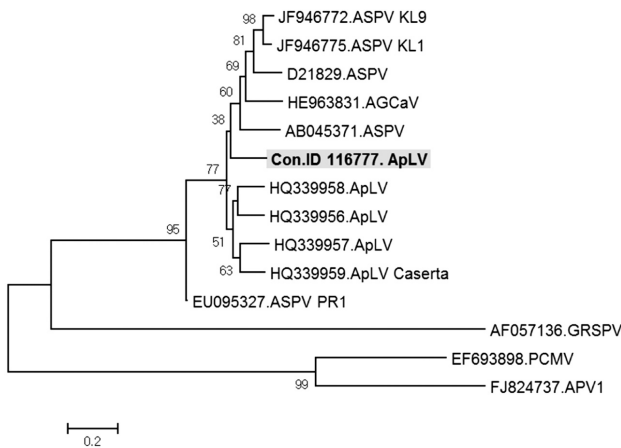 98
JF946772.ASPV KL9
81
JF946775.ASPV KL1
69
D21829.ASPV
60
HE963831.AGCaV
38
AB045371.ASPV
77
Con.ID 116777. ApLV
77
HQ339958.ApLV
HQ339956.ApLV
95
51
HQ339957.ApLV
63
HQ339959.ApLV Caserta
EU095327.ASPV PR1
AF057136.GRSPV
EF693898.PCMV
99
FJ824737.APV1
0.2